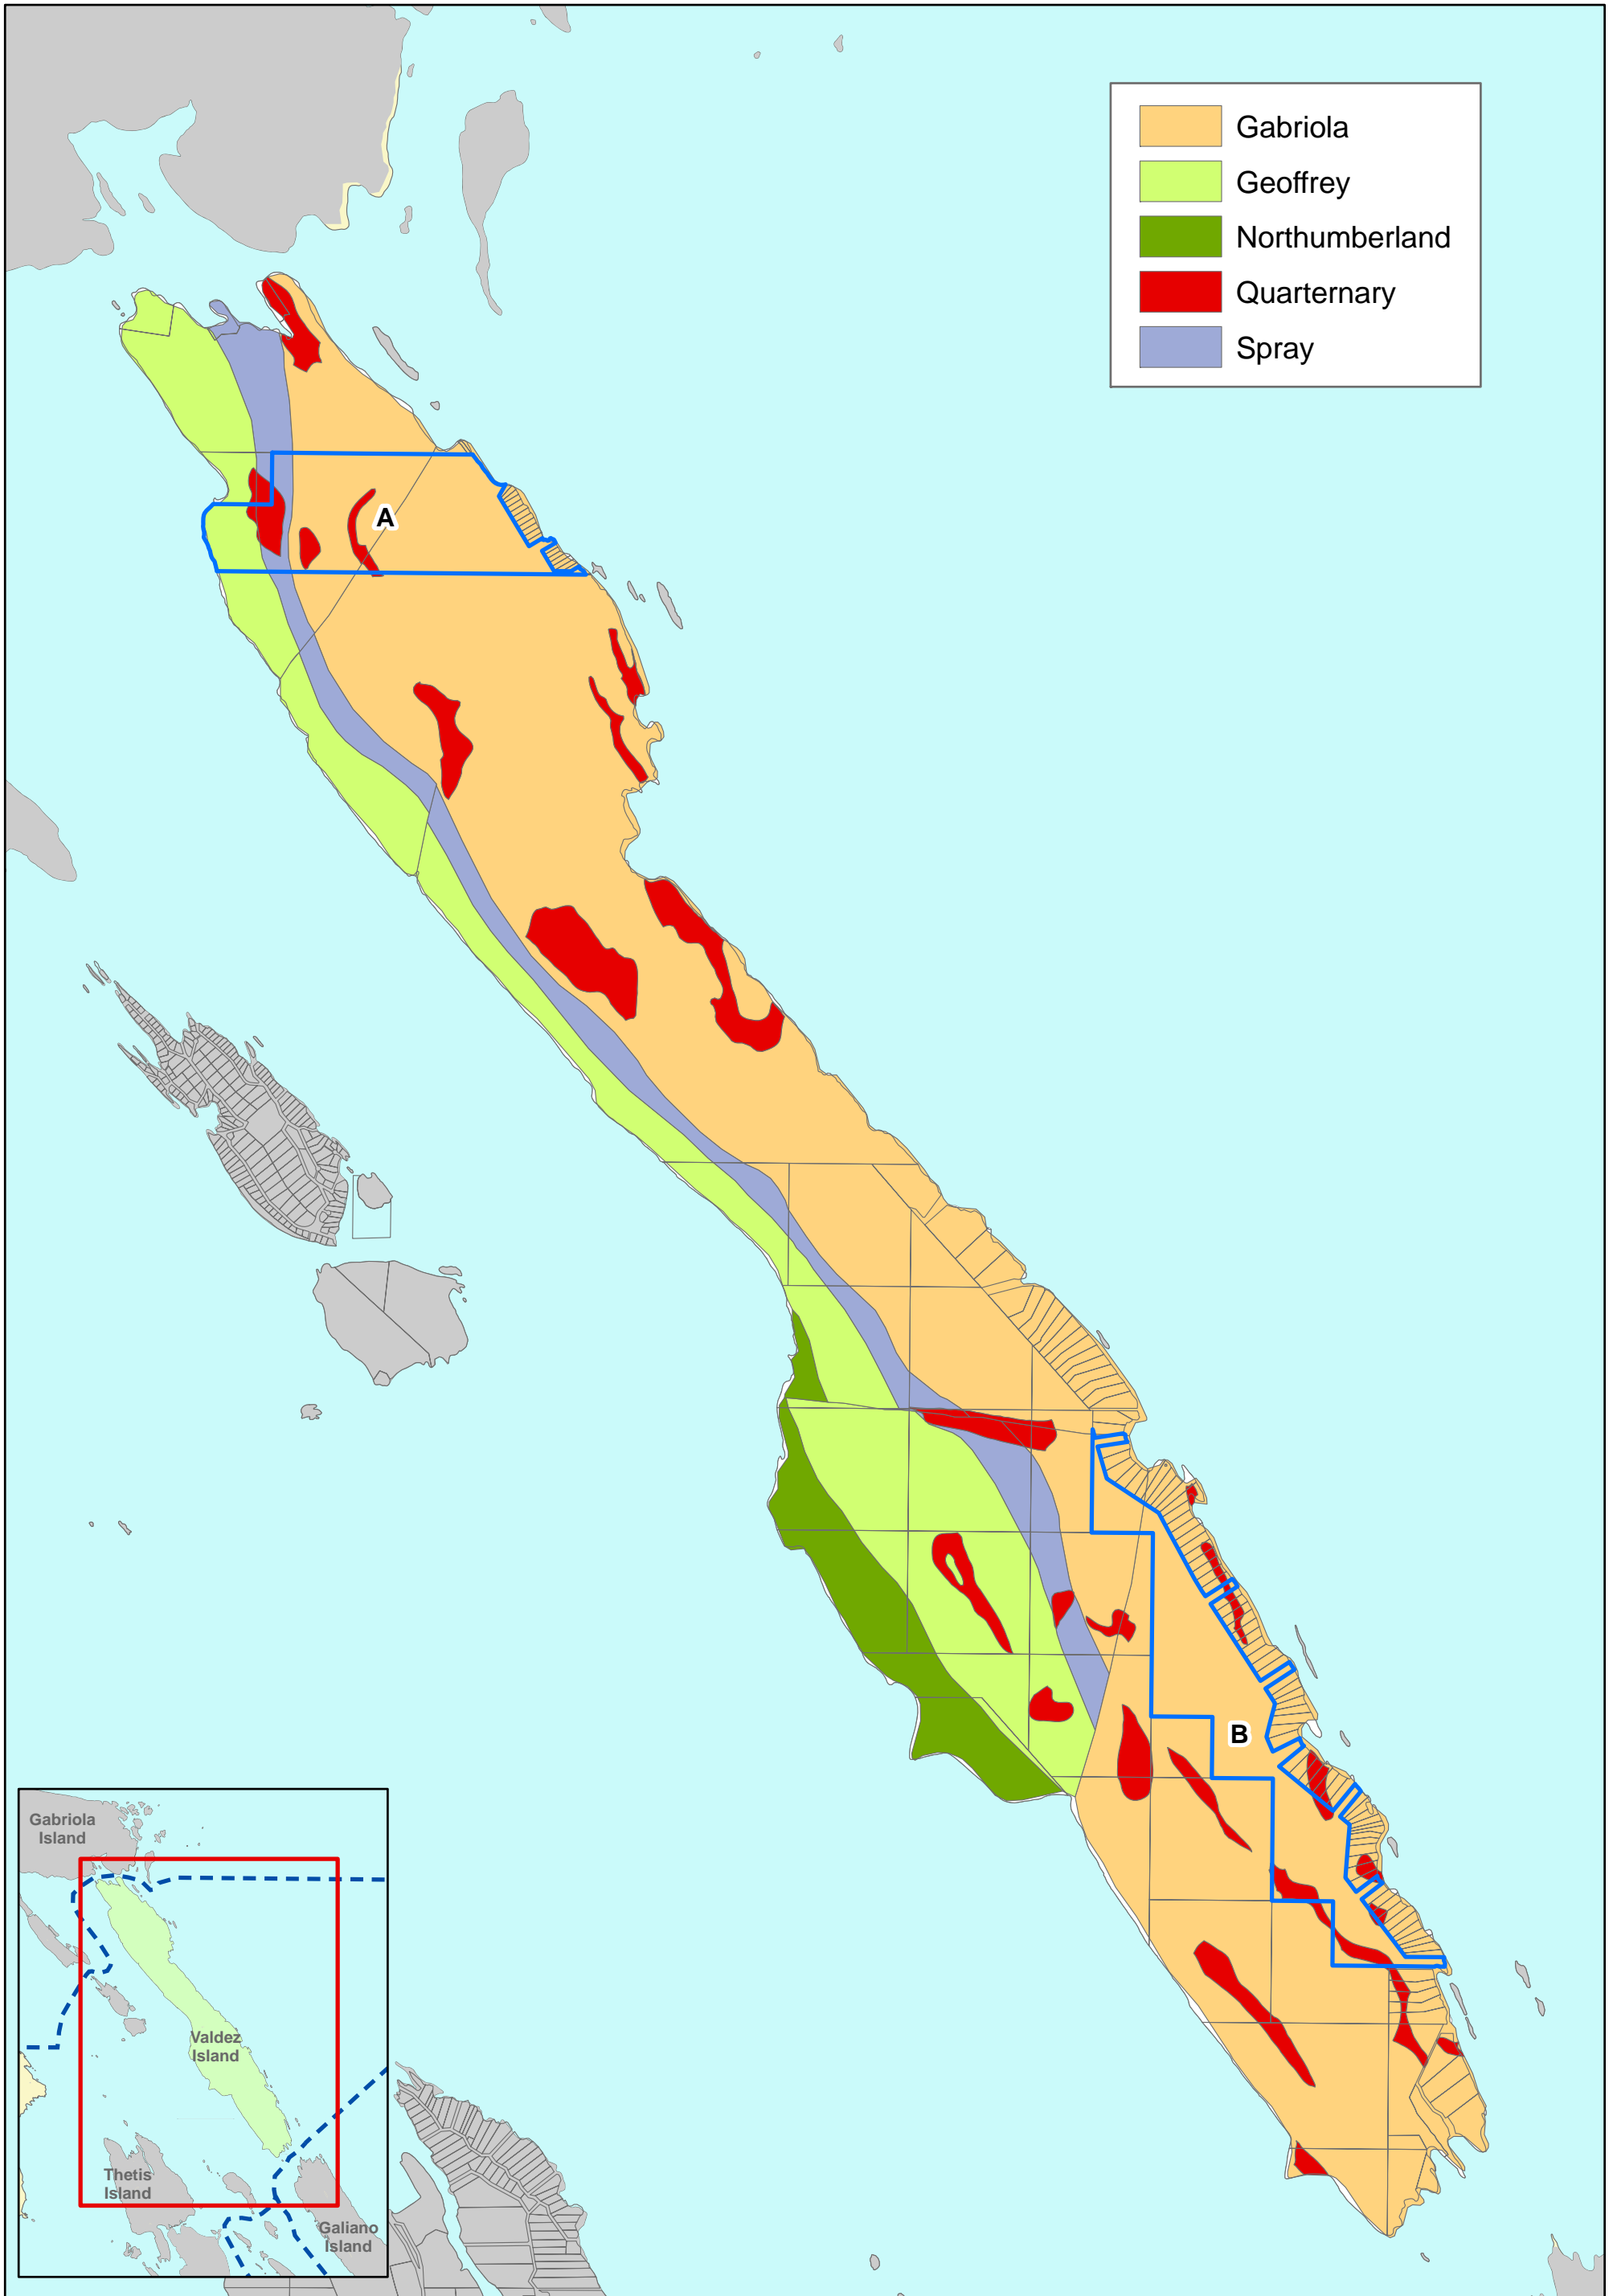 Gabriola
Geoffrey
Northumberland
Quarternary
Spray
A
B
Gabriola
Island
Valdez
Island
Thetis
Island
Galiano
Island